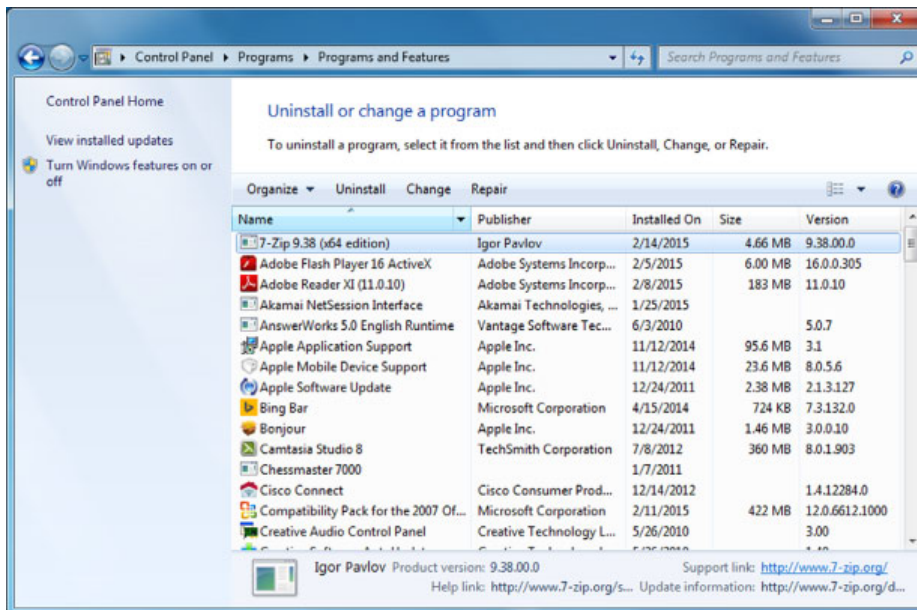 Control Panel Programs Programs and Features Search Programs and Features
Control Panel Home
View installed updates
Turn Windows features on or
off
Uninstall or change a program
To uninstall a program, select it from the list and then click Uninstall, Change, or Repair.
Organize Uninstall Change Repair
Name Publisher Installed On Size Version
7-Zip 9.38 (x64 edition) Igor Pavlov 2/14/2015 4.66 MB 9.38.00.0
Adobe Flash Player 16 ActiveX Adobe Systems Incorp... 2/5/2015 6.00 MB 16.0.0.305
Adobe Reader XI (11.0.10) Adobe Systems Incorp... 2/8/2015 183 MB 11.0.10
Akamai NetSession Interface Akamai Technologies, ... 1/25/2015
AnswerWorks 5.0 English Runtime Vantage Software Tec... 6/3/2010 5.0.7
Apple Application Support Apple Inc. 11/12/2014 95.6 MB 3.1
Apple Mobile Device Support Apple Inc. 11/12/2014 23.6 MB 8.0.5.6
Apple Software Update Apple Inc. 12/24/2011 2.38 MB 2.1.3.127
Bing Bar Microsoft Corporation 4/15/2014 724 KB 7.3.132.0
Bonjour Apple Inc. 12/24/2011 1.46 MB 3.0.0.10
Camtasia Studio 8 TechSmith Corporation 7/8/2012 360 MB 8.0.1.903
Chessmaster 7000 1/7/2011
Cisco Connect Cisco Consumer Prod... 12/14/2012 1.4.12284.0
Compatibility Pack for the 2007 Of... Microsoft Corporation 2/11/2015 422 MB 12.0.6612.1000
Creative Audio Control Panel Creative Technology L... 5/26/2010 3.00
Igor Pavlov Product version: 9.38.00.0 Support link: http://www.7-zip.org/
Help link: http://www.7-zip.org/s... Update information: http://www.7-zip.org/d...